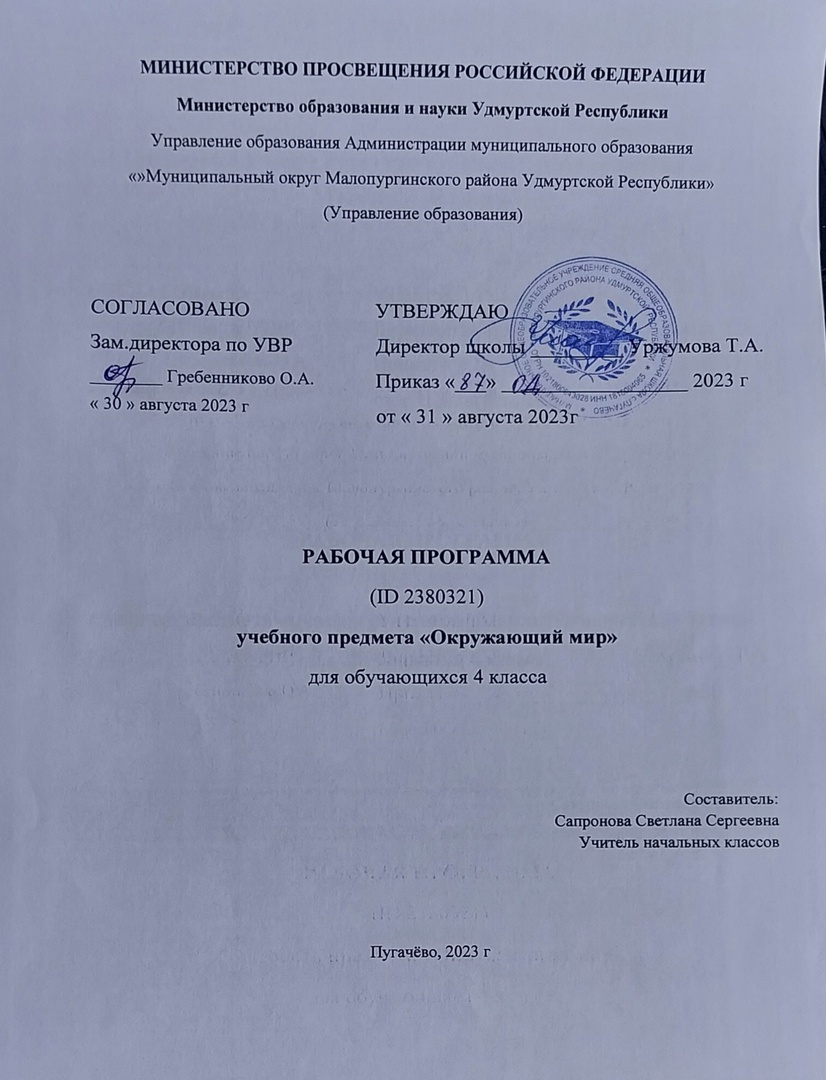 МИНИСТЕРСТВО ПРОСВЕЩЕНИЯ РОССИЙСКОЙ ФЕДЕРАЦИИ
Министерство образования и науки Удмуртской Республики
Управление образования Администрации муниципального образования
«»Муниципальный округ Малопургинского района Удмуртской Республики»
(Управление образования)
СОГЛАСОВАНО
Зам.директора по УВР
Гребенниково О.А.
« 30 » августа 2023 г
УТВЕРЖДАЮ
Директор школы Уржумова Т.А.
Приказ «87» ОД 2023 г
от « 31 » августа 2023г
РАБОЧАЯ ПРОГРАММА
(ID 2380321)
учебного предмета «Окружающий мир»
для обучающихся 4 класса
Составитель:
Сапронова Светлана Сергеевна
Учитель начальных классов
Пугачёво, 2023 г